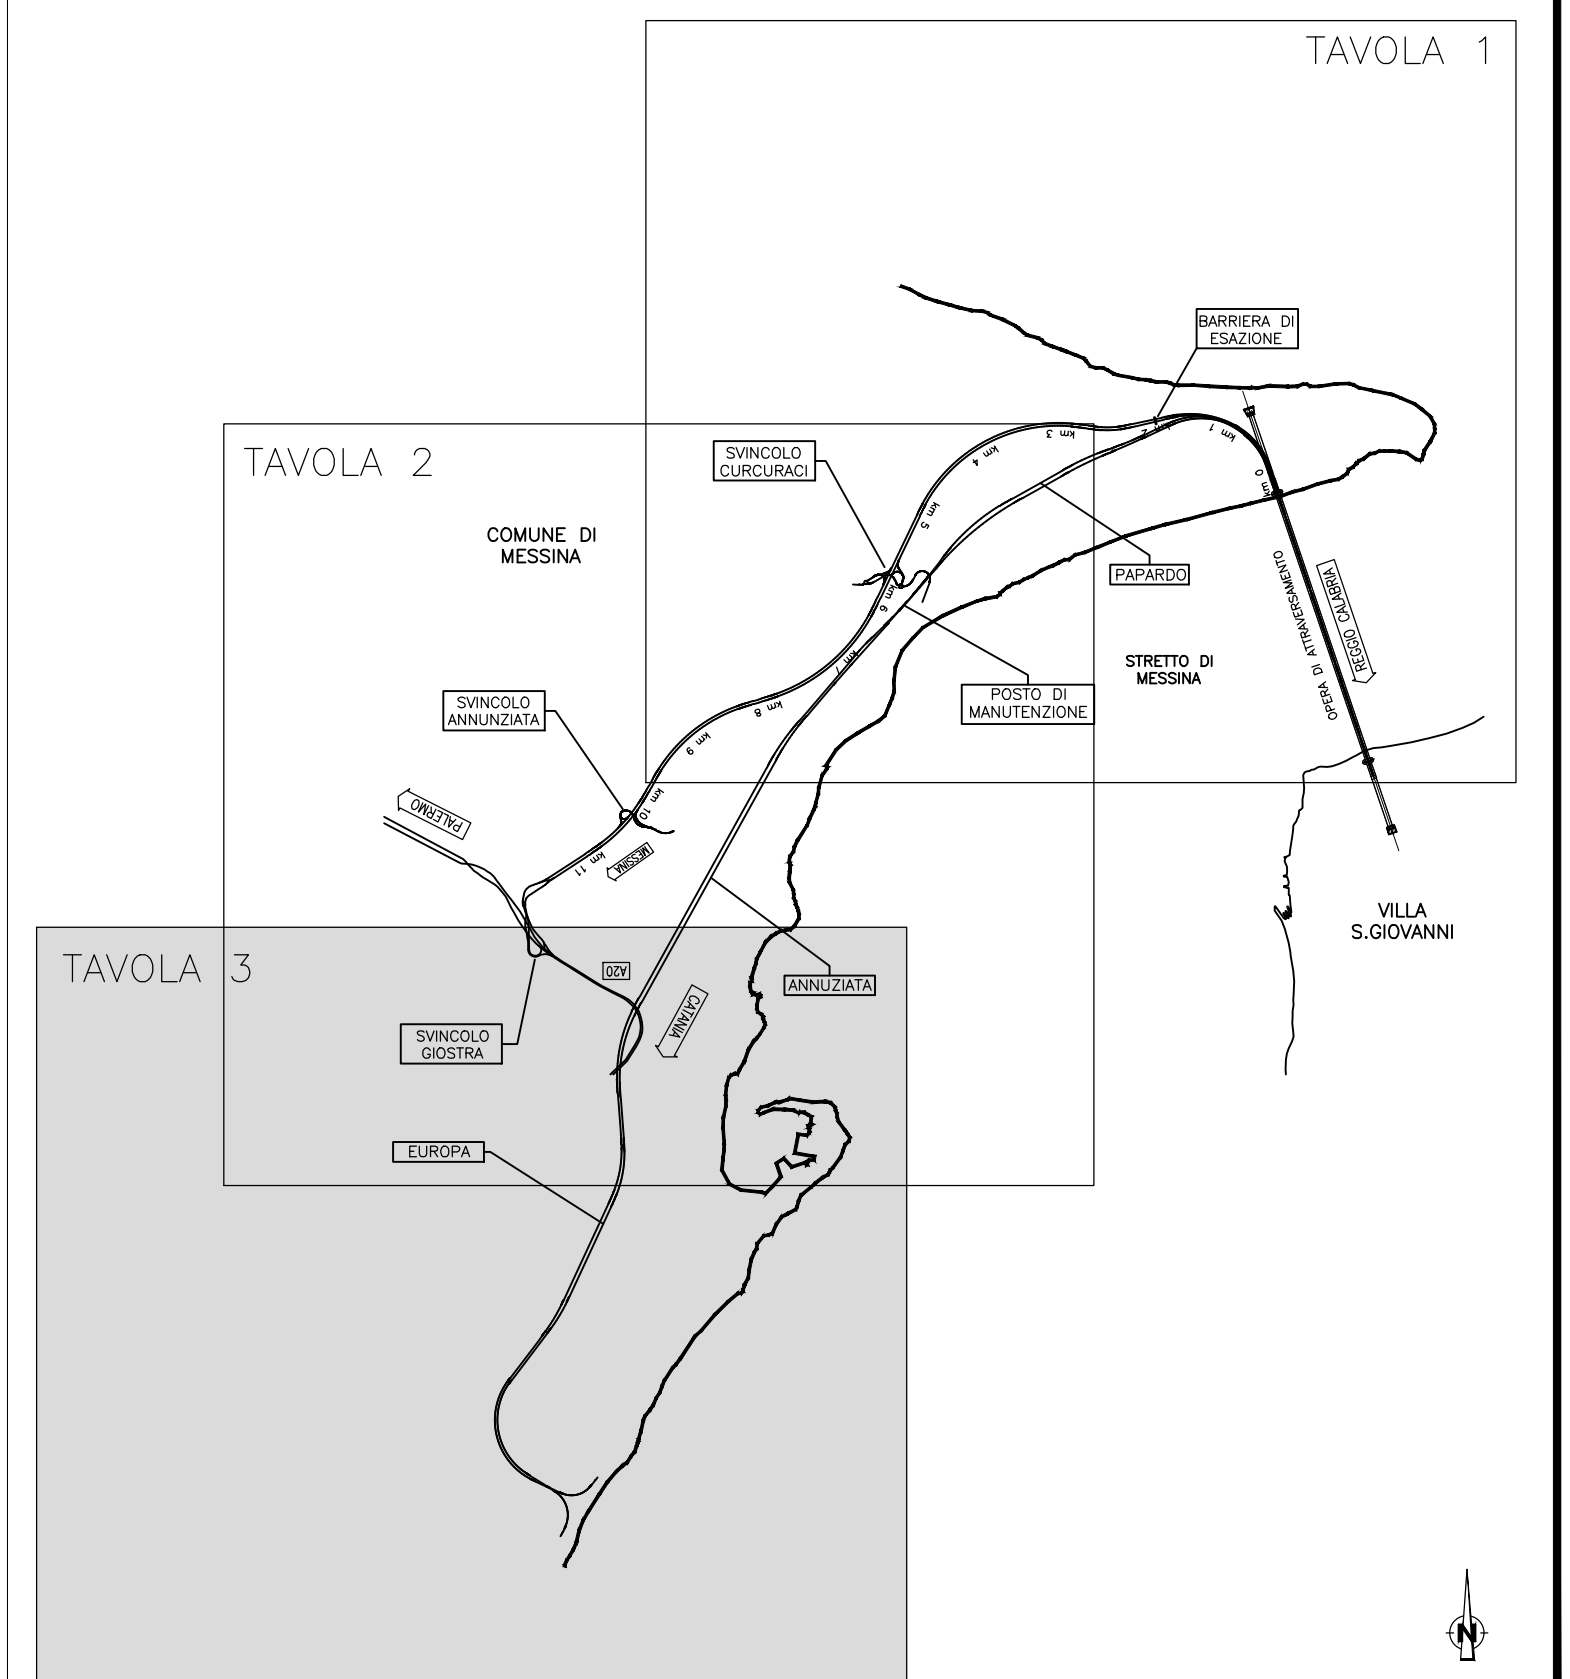 TAVOLA 1
BARRIERA DI
ESAZIONE
TAVOLA 2
SVINCOLO
CURCURACI
COMUNE DI
MESSINA
km 0
km 1
km 2
km 3
km 4
km 5
km 6
km 7
km 8
km 9
km 10
km 11
PAPARDO
OPERA DI ATTRAVERSAMENTO
REGGIO CALABRIA
STRETTO DI
MESSINA
POSTO DI
MANUTENZIONE
SVINCOLO
ANNUNZIATA
PALERMO
MESSINA
VILLA
S.GIOVANNI
TAVOLA 3
A20
ANNUZIATA
CATANIA
SVINCOLO
GIOSTRA
EUROPA
N